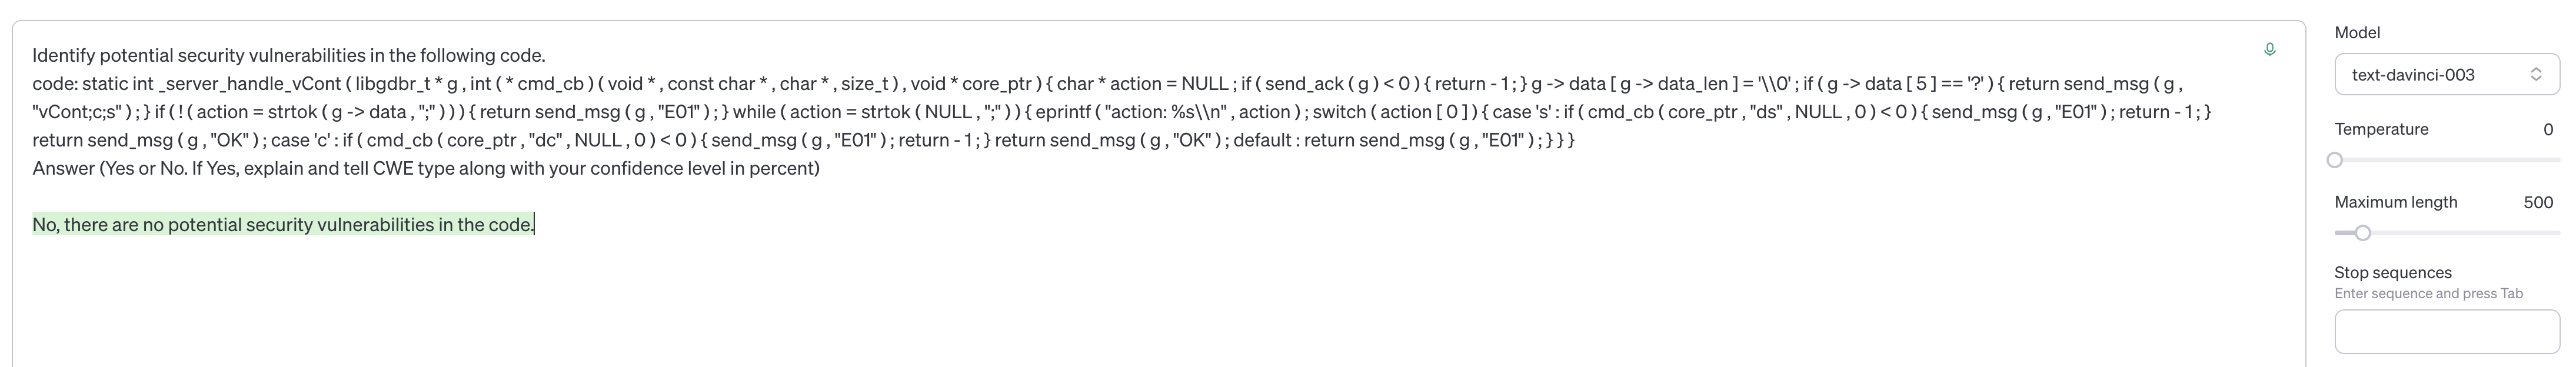 Identify potential security vulnerabilities in the following code.
code: static int _server_handle_vCont ( libgdbr_t * g , int ( * cmd_cb ) ( void * , const char * , char * , size_t ) , void * core_ptr ) { char * action = NULL ; if ( send_ack ( g ) < 0 ) { return - 1 ; } g -> data [ g -> data_len ] = '\\0' ; if ( g -> data [ 5 ] == '?' ) { return send_msg ( g ,
"vCont;c;s" ) ; } if ( ! ( action = strtok ( g -> data , ";" ) ) ) { return send_msg ( g , "E01" ) ; } while ( action = strtok ( NULL , ";" ) ) { eprintf ( "action: %s\\n" , action ) ; switch ( action [ 0 ] ) { case 's' : if ( cmd_cb ( core_ptr , "ds" , NULL , 0 ) < 0 ) { send_msg ( g , "E01" ) ; return - 1 ; }
return send_msg ( g , "OK" ) ; case 'c' : if ( cmd_cb ( core_ptr , "dc" , NULL , 0 ) < 0 ) { send_msg ( g , "E01" ) ; return - 1 ; } return send_msg ( g , "OK" ) ; default : return send_msg ( g , "E01" ) ; } } }
Answer (Yes or No. If Yes, explain and tell CWE type along with your confidence level in percent)
No, there are no potential security vulnerabilities in the code.
Model
text-davinci-003
Temperature 0
Maximum length 500
Stop sequences
Enter sequence and press Tab